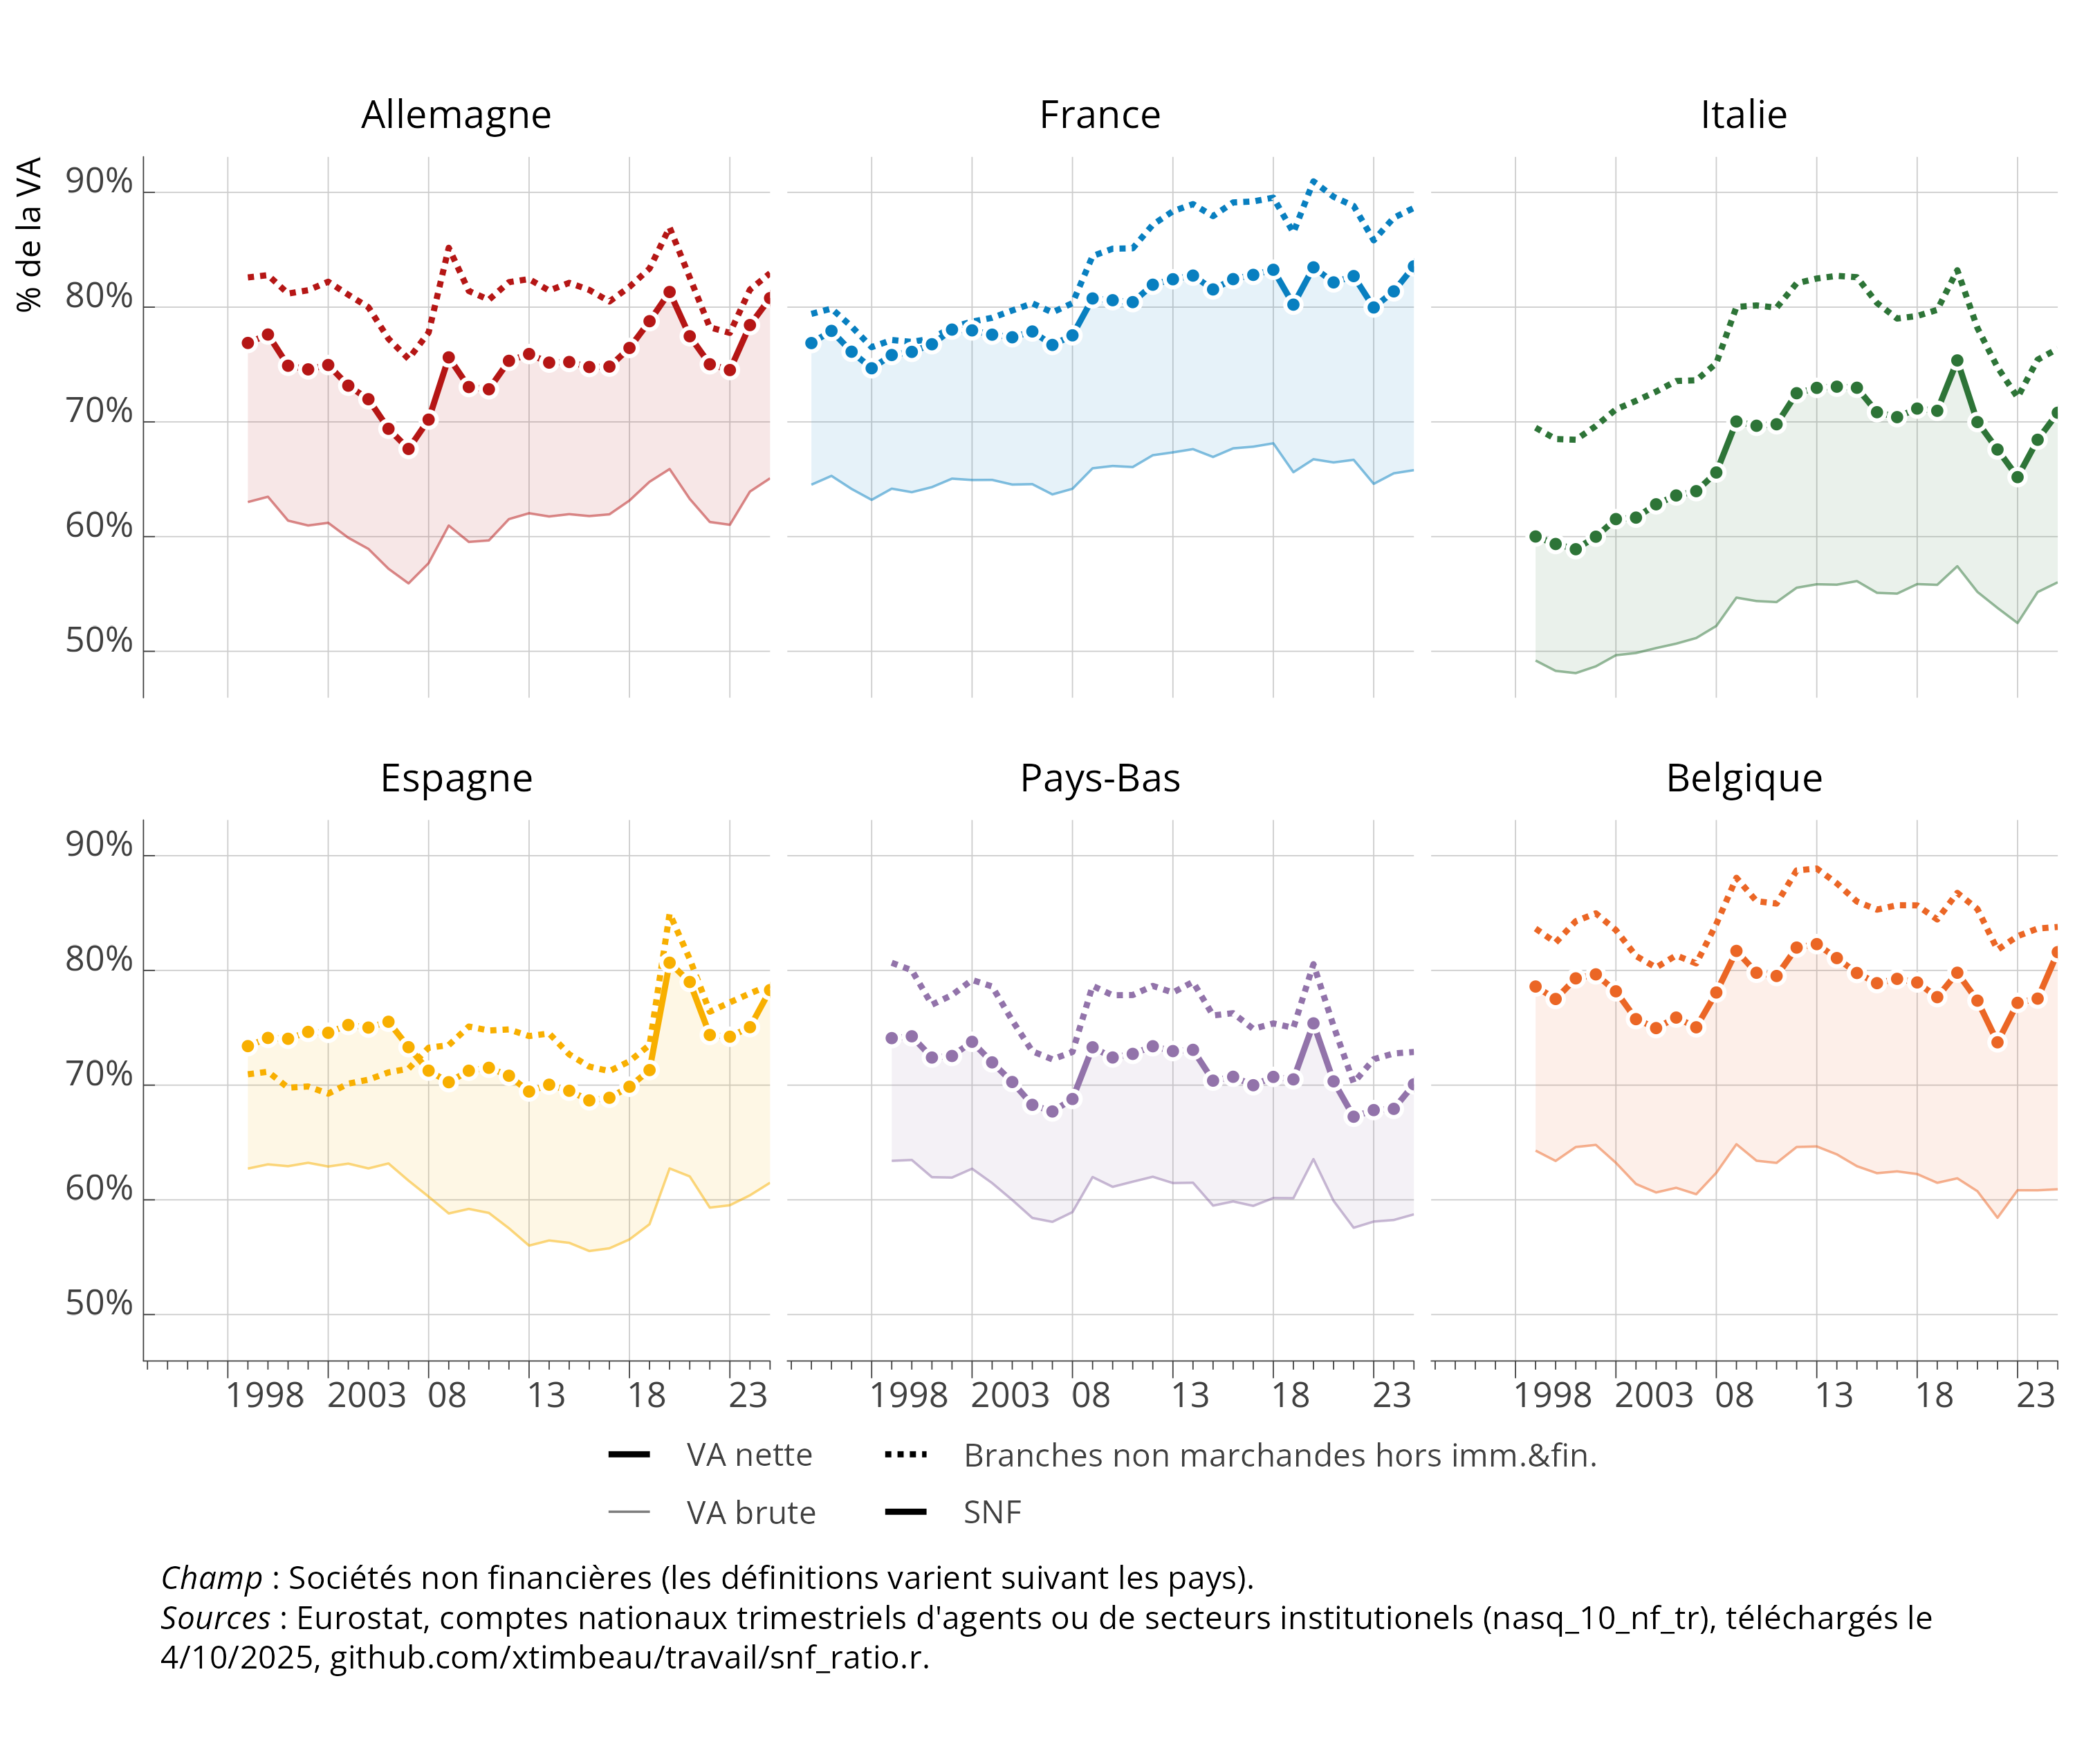 Allemagne
France
Italie
% de la VA
90%
80%
70%
60%
50%
Espagne
Pays-Bas
Belgique
90%
80%
70%
60%
50%
1998 2003 08 13 18 23
1998 2003 08 13 18 23
1998 2003 08 13 18 23
VA nette
Branches non marchandes hors imm.&fin.
VA brute
SNF
Champ : Sociétés non financières (les définitions varient suivant les pays).
Sources : Eurostat, comptes nationaux trimestriels d'agents ou de secteurs institutionels (nasq_10_nf_tr), téléchargés le
4/10/2025, github.com/xtimbeau/travail/snf_ratio.r.